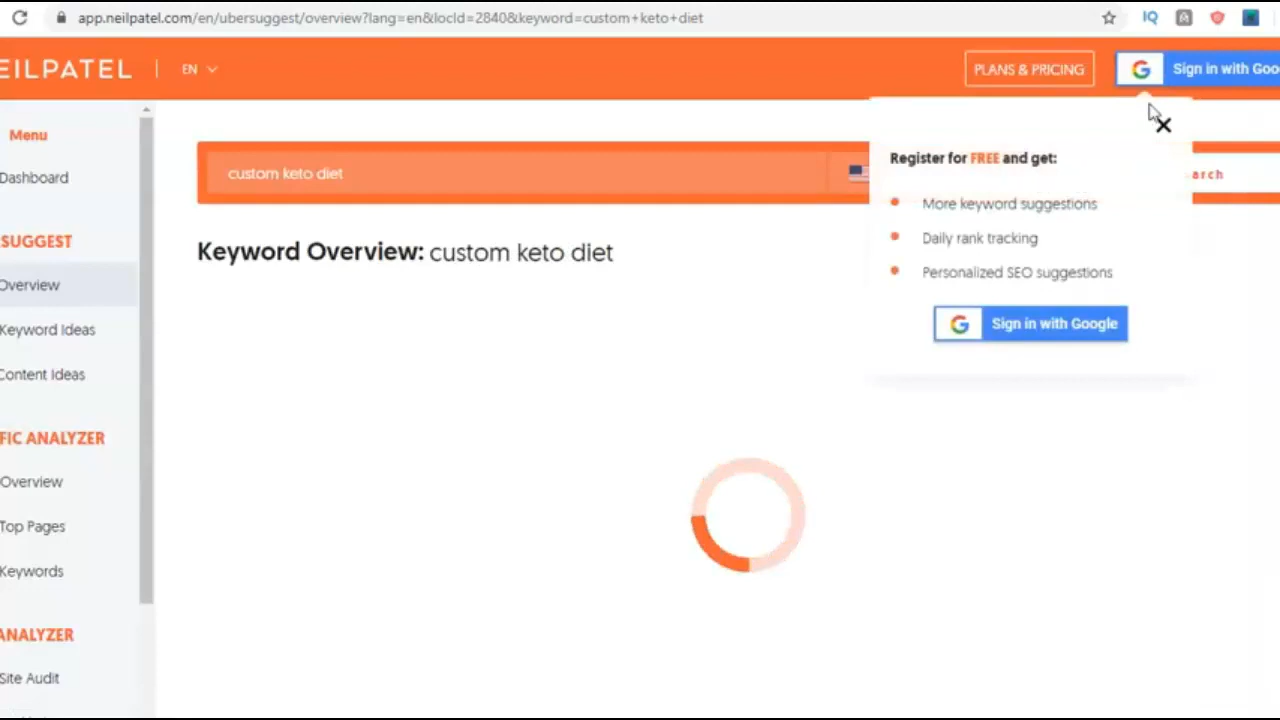 app.neilpatel.com/en/ubersuggest/overview?lang=en&locId=2840&keyword=custom+keto+diet
IQ
EILPATEL
EN
PLANS & PRICING
G
Sign in with Goo
Menu
Dashboard
SUGGEST
Overview
Keyword Ideas
Content Ideas
FIC ANALYZER
Overview
Top Pages
Keywords
ANALYZER
Site Audit
custom keto diet
arch
Keyword Overview: custom keto diet
Register for FREE and get:
More keyword suggestions
Daily rank tracking
Personalized SEO suggestions
G
Sign in with Google